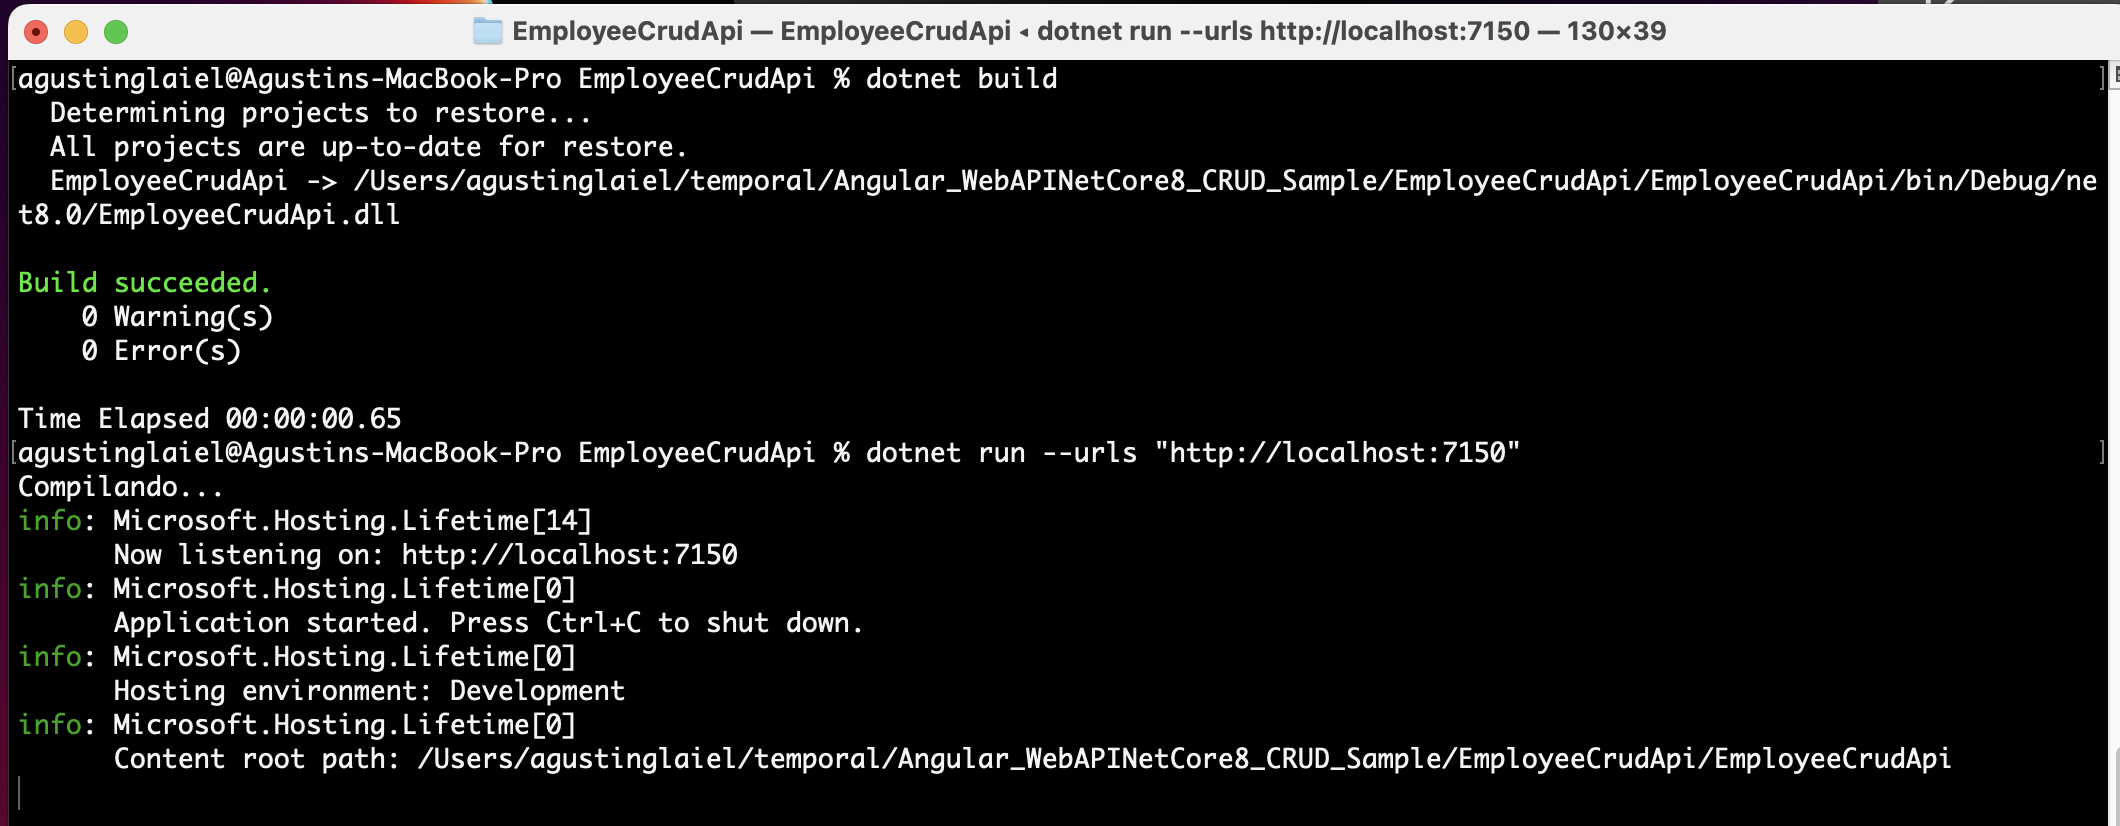 EmployeeCrudApi — EmployeeCrudApi ◂ dotnet run --urls http://localhost:7150 — 130×39
[agustinglaiel@Agustins-MacBook-Pro EmployeeCrudApi % dotnet build ]
  Determining projects to restore...
  All projects are up-to-date for restore.
  EmployeeCrudApi -> /Users/agustinglaiel/temporal/Angular_WebAPINetCore8_CRUD_Sample/EmployeeCrudApi/EmployeeCrudApi/bin/Debug/ne
t8.0/EmployeeCrudApi.dll
Build succeeded.
    0 Warning(s)
    0 Error(s)
Time Elapsed 00:00:00.65
[agustinglaiel@Agustins-MacBook-Pro EmployeeCrudApi % dotnet run --urls "http://localhost:7150" ]
Compilando...
info: Microsoft.Hosting.Lifetime[14]
      Now listening on: http://localhost:7150
info: Microsoft.Hosting.Lifetime[0]
      Application started. Press Ctrl+C to shut down.
info: Microsoft.Hosting.Lifetime[0]
      Hosting environment: Development
info: Microsoft.Hosting.Lifetime[0]
      Content root path: /Users/agustinglaiel/temporal/Angular_WebAPINetCore8_CRUD_Sample/EmployeeCrudApi/EmployeeCrudApi